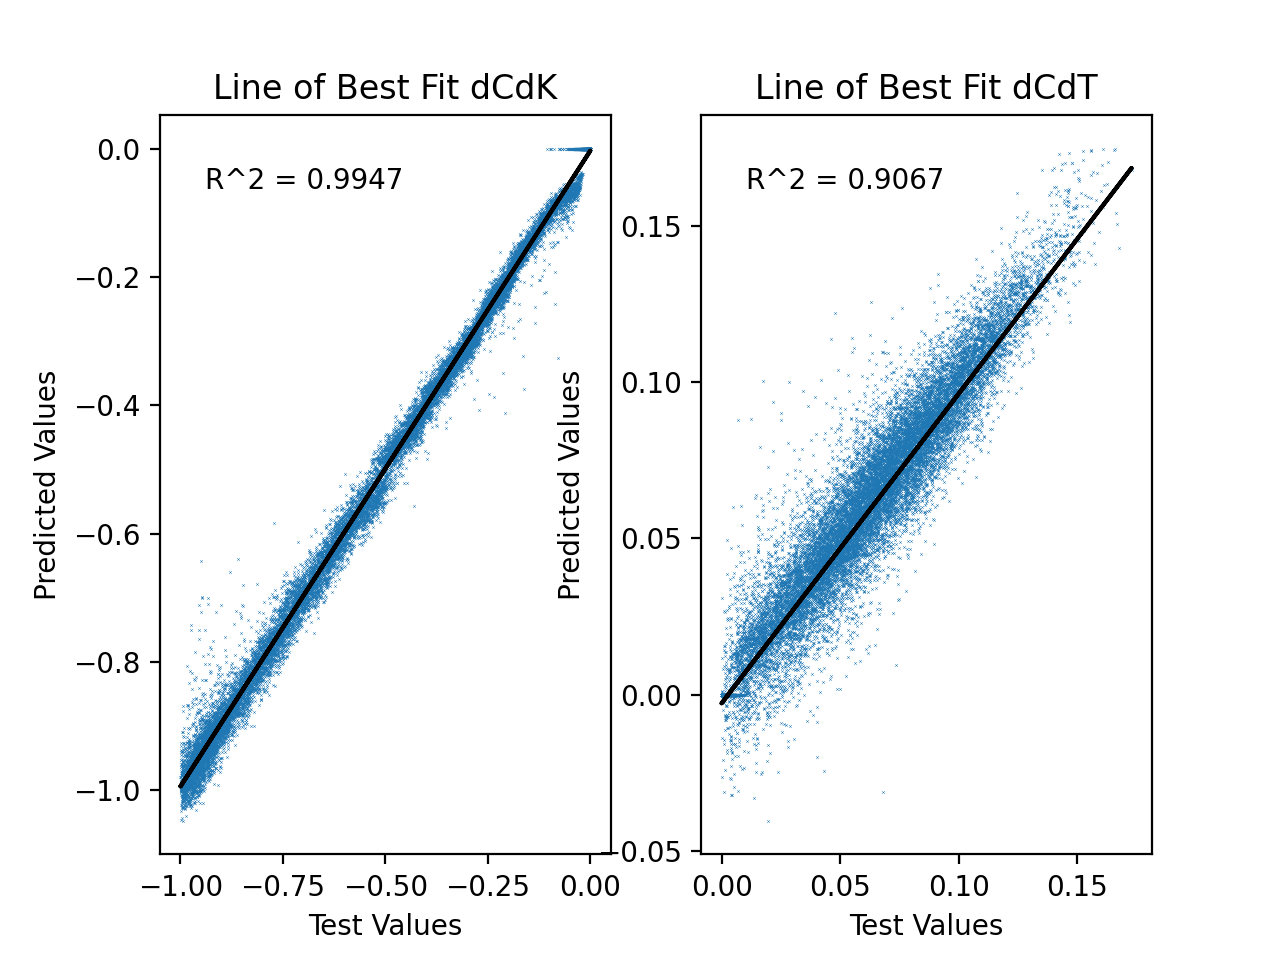 Line of Best Fit dCdK
R^2 = 0.9947
Predicted Values
0.0
−0.2
−0.4
−0.6
−0.8
−1.0
−1.00 −0.75 −0.50 −0.25 0.00
Test Values
Line of Best Fit dCdT
R^2 = 0.9067
Predicted Values
0.15
0.10
0.05
0.00
−0.05
0.00 0.05 0.10 0.15
Test Values